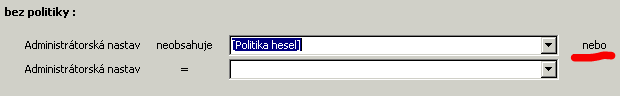 bez politiky :
Administrátorská nastav neobsahuje [Politika hesel] nebo
Administrátorská nastav =